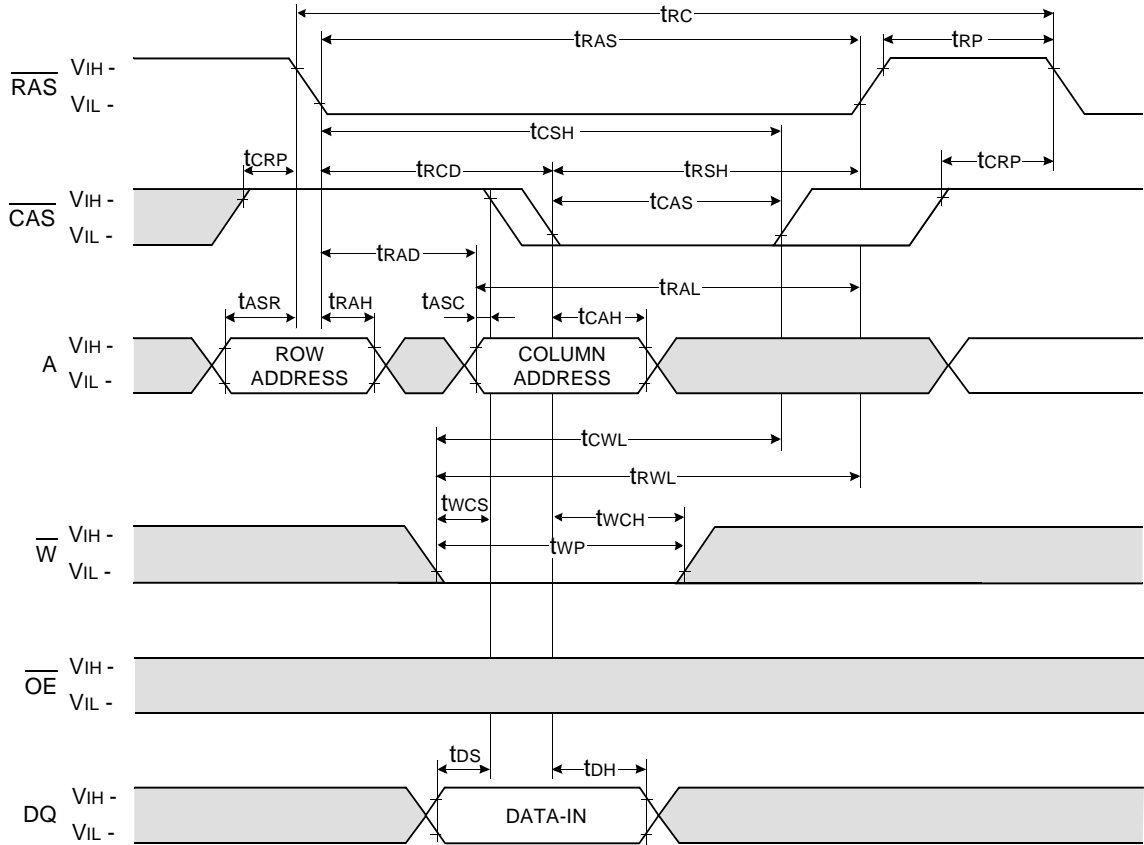 tRC
tRAS
tRP
RAS
VIH -
VIL -
tCSH
tCRP
tRCD
tRSH
tCRP
CAS
VIH -
VIL -
tCAS
tRAD
tRAL
tASR
tRAH
tASC
tCAH
A
VIH -
VIL -
ROW
ADDRESS
COLUMN
ADDRESS
tCWL
tRWL
tWCS
tWCH
W
VIH -
VIL -
tWP
OE
VIH -
VIL -
tDS
tDH
DQ
VIH -
VIL -
DATA-IN